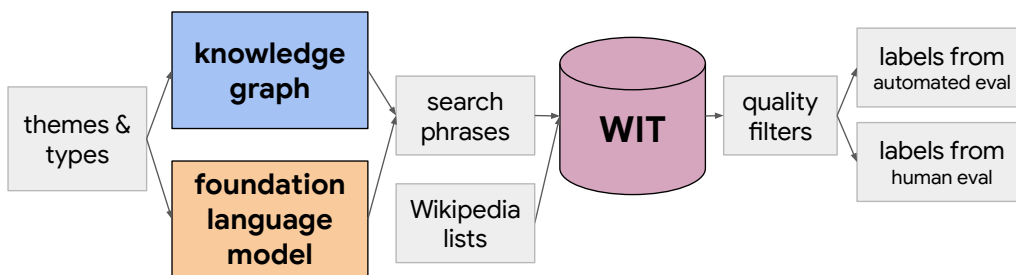 themes &
types
knowledge
graph
foundation
language
model
search
phrases
Wikipedia
lists
WIT
quality
filters
labels from
automated eval
labels from
human eval